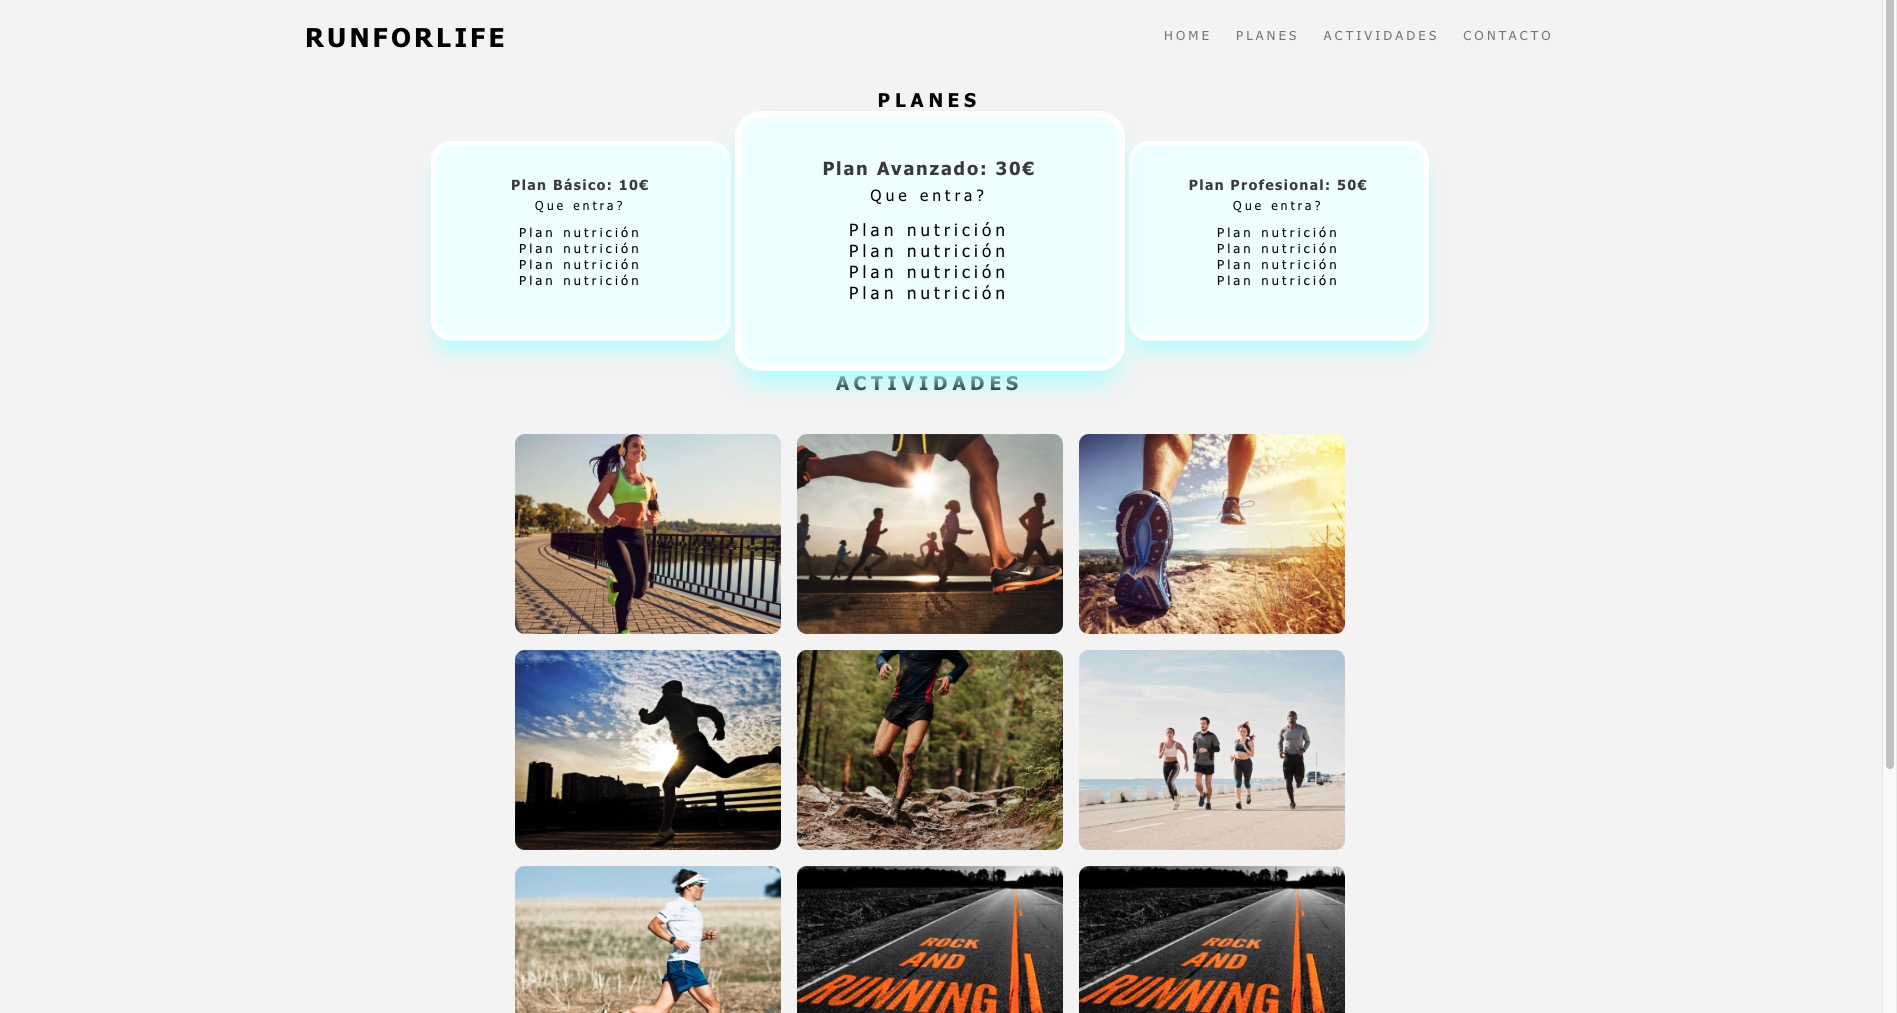 RUNFORLIFE
HOME PLANES ACTIVIDADES CONTACTO
PLANES
Plan Básico: 10€
Que entra?
Plan nutrición
Plan nutrición
Plan nutrición
Plan nutrición
Plan Avanzado: 30€
Que entra?
Plan nutrición
Plan nutrición
Plan nutrición
Plan nutrición
Plan Profesional: 50€
Que entra?
Plan nutrición
Plan nutrición
Plan nutrición
Plan nutrición
ACTIVIDADES
ROCK
AND
RUNNING
ROCK
AND
RUNNING